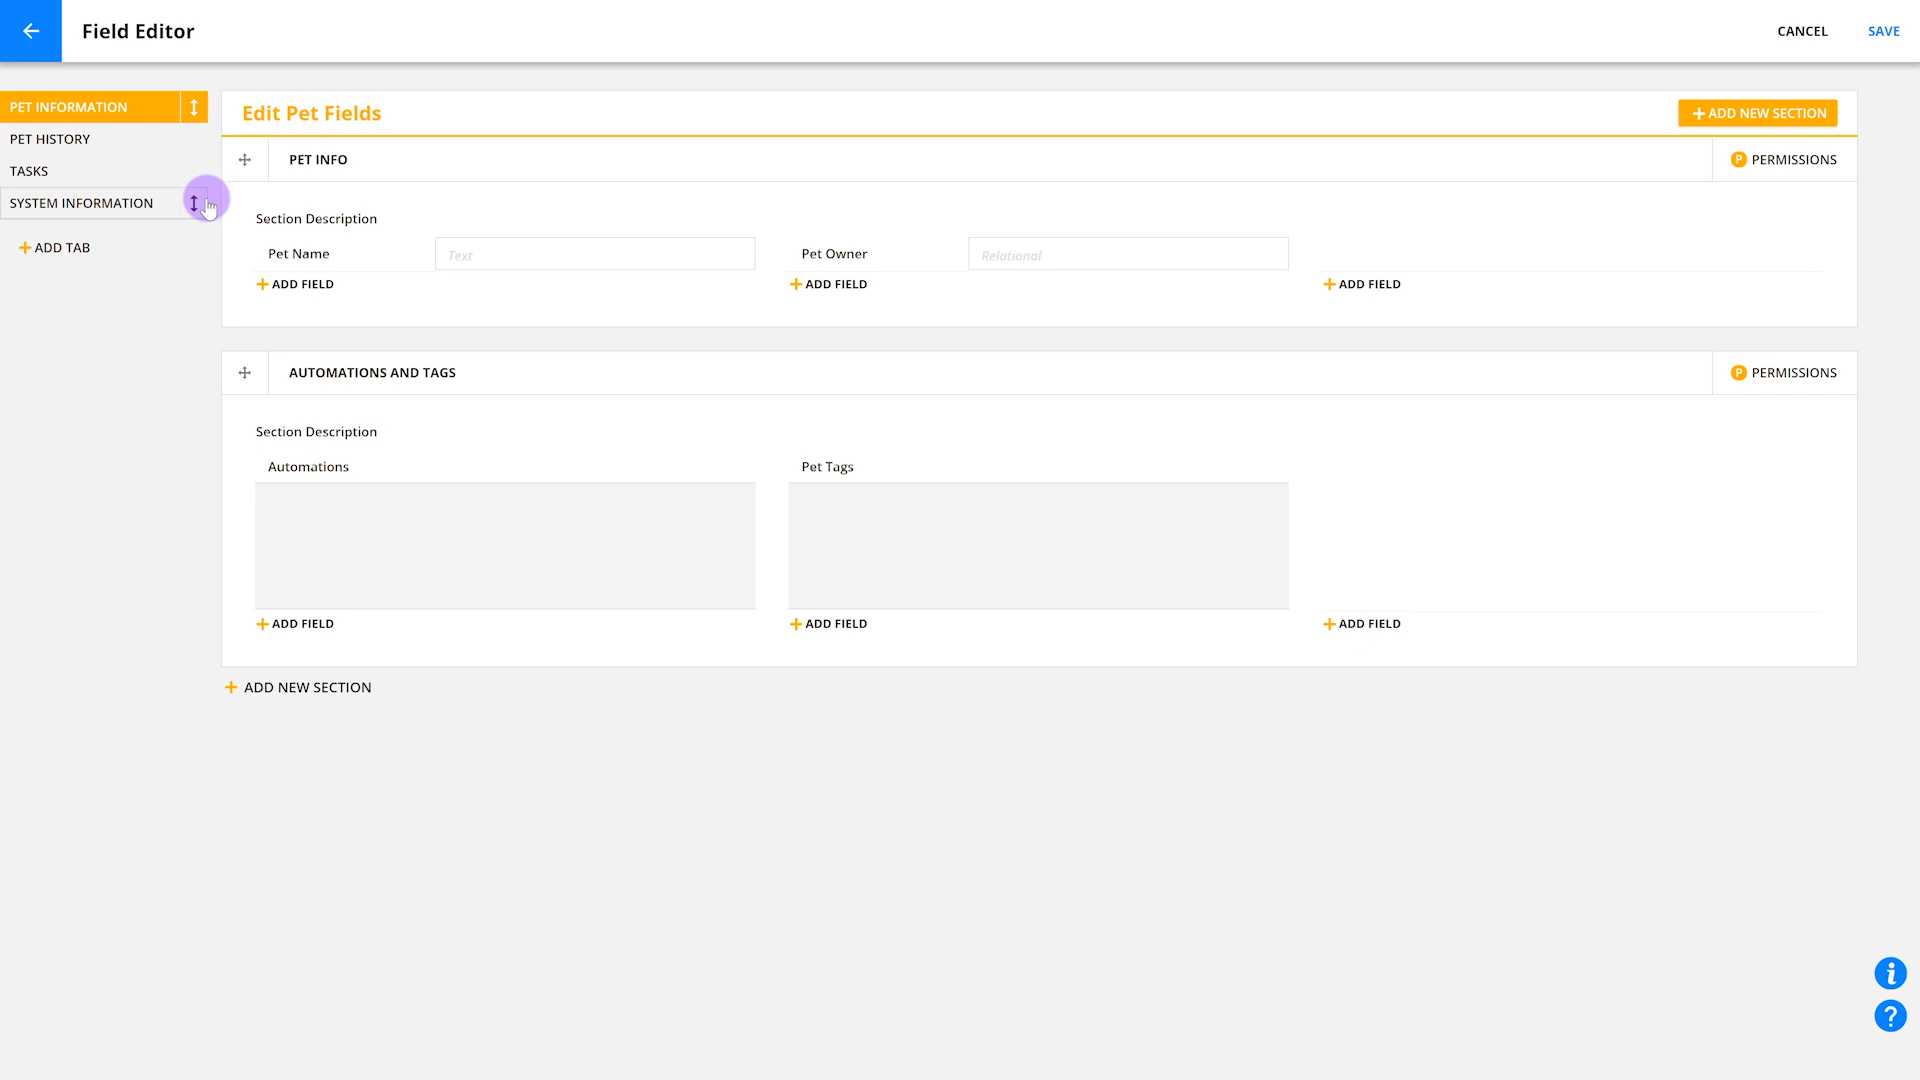 Field Editor
CANCEL
SAVE
PET INFORMATION
PET HISTORY
TASKS
SYSTEM INFORMATION
ADD TAB
Edit Pet Fields
ADD NEW SECTION
PET INFO
P PERMISSIONS
Section Description
Pet Name
Text
Pet Owner
Relational
ADD FIELD
ADD FIELD
ADD FIELD
AUTOMATIONS AND TAGS
P PERMISSIONS
Section Description
Automations
Pet Tags
ADD FIELD
ADD FIELD
ADD FIELD
ADD NEW SECTION
i
?